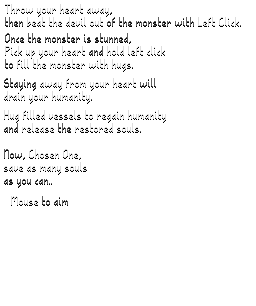 Throw your heart away,
then beat the devil out of the monster with Left Click.
Once the monster is stunned,
Pick up your heart and hold left click
to fill the monster with hugs.
Staying away from your heart will
drain your humanity.
Hug filled vessels to regain humanity
and release the restored souls.
Now, Chosen One,
save as many souls
as you can..
Mouse to aim